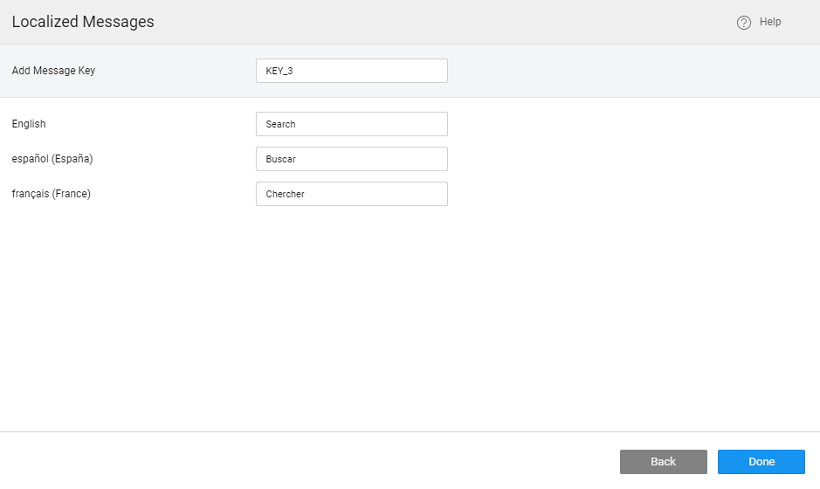 Localized Messages
Help
Add Message Key
KEY_3
English
Search
español (España)
Buscar
français (France)
Chercher
Back
Done